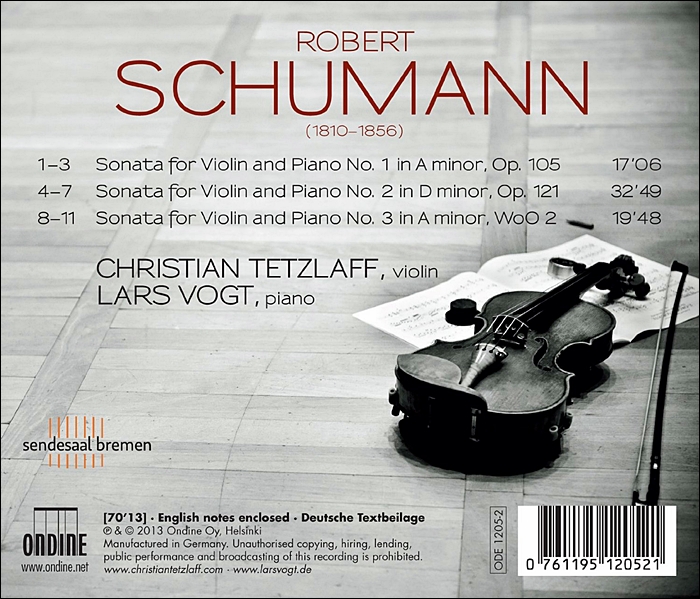 ROBERT
SCHUMANN
(1810–1856)
1–3 Sonata for Violin and Piano No. 1 in A minor, Op. 105 17’06
4–7 Sonata for Violin and Piano No. 2 in D minor, Op. 121 32’49
8–11 Sonata for Violin and Piano No. 3 in A minor, WoO 2 19’48
CHRISTIAN TETZLAFF, violin
LARS VOGT, piano
sendesaal bremen
ONDINE
www.ondine.net
[70’13] · English notes enclosed · Deutsche Textbeilage
℗ & © 2013 Ondine Oy, Helsinki
Manufactured in Germany. Unauthorised copying, hiring, lending,
public performance and broadcasting of this recording is prohibited.
www.christiantetzlaff.com · www.larsvogt.de
ODE 1205-2
0 761195 120521